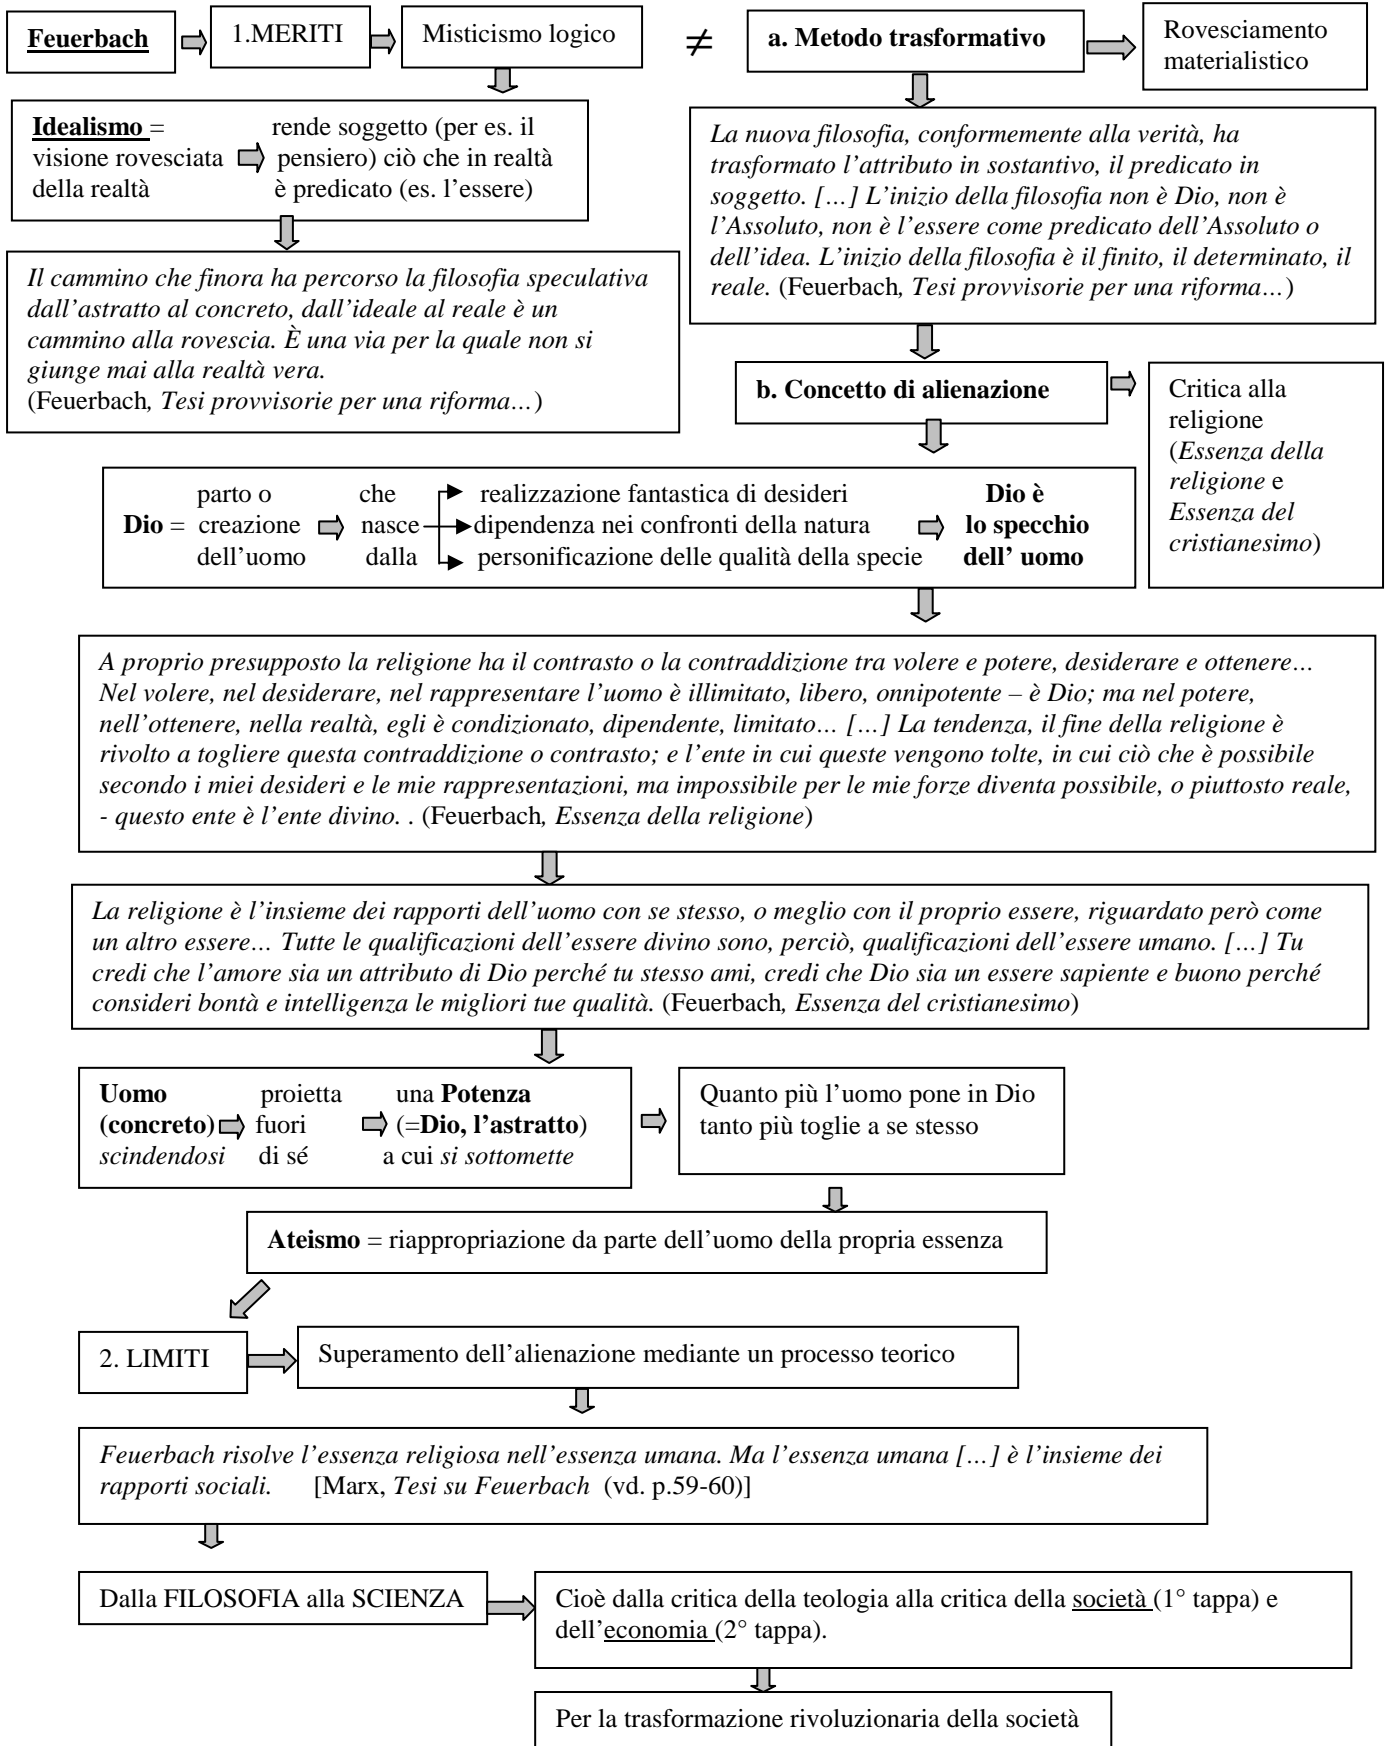 Feuerbach
1.MERITI
Misticismo logico
≠
a. Metodo trasformativo
Rovesciamento
materialistico
Idealismo =
visione rovesciata
della realtà
rende soggetto (per es. il
pensiero) ciò che in realtà
è predicato (es. l’essere)
La nuova filosofia, conformemente alla verità, ha
trasformato l’attributo in sostantivo, il predicato in
soggetto. […] L’inizio della filosofia non è Dio, non è
l’Assoluto, non è l’essere come predicato dell’Assoluto o
dell’idea. L’inizio della filosofia è il finito, il determinato, il
reale. (Feuerbach, Tesi provvisorie per una riforma…)
Il cammino che finora ha percorso la filosofia speculativa
dall’astratto al concreto, dall’ideale al reale è un
cammino alla rovescia. È una via per la quale non si
giunge mai alla realtà vera.
(Feuerbach, Tesi provvisorie per una riforma…)
b. Concetto di alienazione
Critica alla
religione
(Essenza della
religione e
Essenza del
cristianesimo)
Dio =
parto o
creazione
dell’uomo
che
nasce
dalla
realizzazione fantastica di desideri
dipendenza nei confronti della natura
personificazione delle qualità della specie
Dio è
lo specchio
dell’ uomo
A proprio presupposto la religione ha il contrasto o la contraddizione tra volere e potere, desiderare e ottenere…
Nel volere, nel desiderare, nel rappresentare l’uomo è illimitato, libero, onnipotente – è Dio; ma nel potere,
nell’ottenere, nella realtà, egli è condizionato, dipendente, limitato… […] La tendenza, il fine della religione è
rivolto a togliere questa contraddizione o contrasto; e l’ente in cui queste vengono tolte, in cui ciò che è possibile
secondo i miei desideri e le mie rappresentazioni, ma impossibile per le mie forze diventa possibile, o piuttosto reale,
- questo ente è l’ente divino. . (Feuerbach, Essenza della religione)
La religione è l’insieme dei rapporti dell’uomo con se stesso, o meglio con il proprio essere, riguardato però come
un altro essere… Tutte le qualificazioni dell’essere divino sono, perciò, qualificazioni dell’essere umano. […] Tu
credi che l’amore sia un attributo di Dio perché tu stesso ami, credi che Dio sia un essere sapiente e buono perché
consideri bontà e intelligenza le migliori tue qualità. (Feuerbach, Essenza del cristianesimo)
Uomo
(concreto)
scindendosi
proietta
fuori
di sé
una Potenza
(=Dio, l’astratto)
a cui si sottomette
Quanto più l’uomo pone in Dio
tanto più toglie a se stesso
Ateismo = riappropriazione da parte dell’uomo della propria essenza
2. LIMITI
Superamento dell’alienazione mediante un processo teorico
Feuerbach risolve l’essenza religiosa nell’essenza umana. Ma l’essenza umana […] è l’insieme dei
rapporti sociali. [Marx, Tesi su Feuerbach (vd. p.59-60)]
Dalla FILOSOFIA alla SCIENZA
Cioè dalla critica della teologia alla critica della società (1° tappa) e
dell’economia (2° tappa).
Per la trasformazione rivoluzionaria della società